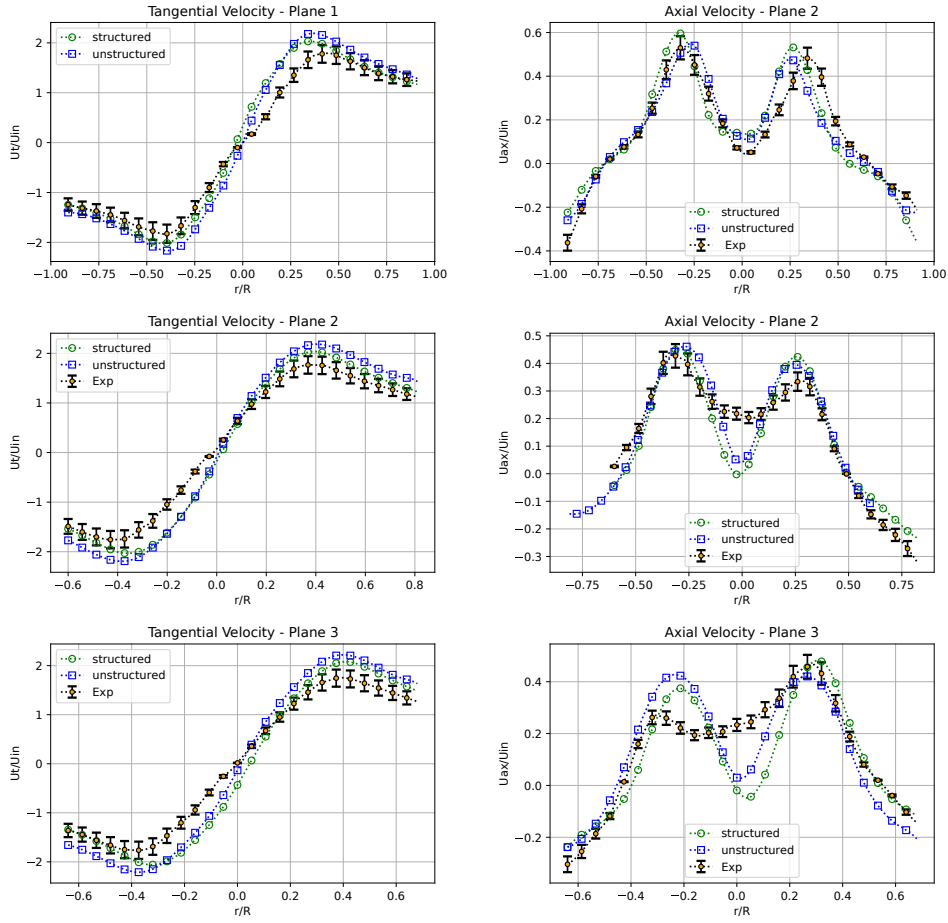 Tangential Velocity - Plane 1
structured
unstructured
Ut/Uin
2
1
0
−1
−2
−1.00 −0.75 −0.50 −0.25 0.00 0.25 0.50 0.75 1.00
r/R
Axial Velocity - Plane 2
Uax/Uin
0.6
0.4
0.2
0.0
−0.2
−0.4
structured
unstructured
Exp
−1.00 −0.75 −0.50 −0.25 0.00 0.25 0.50 0.75 1.00
r/R
Tangential Velocity - Plane 2
structured
unstructured
Exp
Ut/Uin
2
1
0
−1
−2
−0.6 −0.4 −0.2 0.0 0.2 0.4 0.6 0.8
r/R
Axial Velocity - Plane 2
Uax/Uin
0.5
0.4
0.3
0.2
0.1
0.0
−0.1
−0.2
−0.3
structured
unstructured
Exp
−0.75 −0.50 −0.25 0.00 0.25 0.50 0.75
r/R
Tangential Velocity - Plane 3
structured
unstructured
Exp
Ut/Uin
2
1
0
−1
−2
−0.6 −0.4 −0.2 0.0 0.2 0.4 0.6
r/R
Axial Velocity - Plane 3
Uax/Uin
0.4
0.2
0.0
−0.2
structured
unstructured
Exp
−0.6 −0.4 −0.2 0.0 0.2 0.4 0.6
r/R